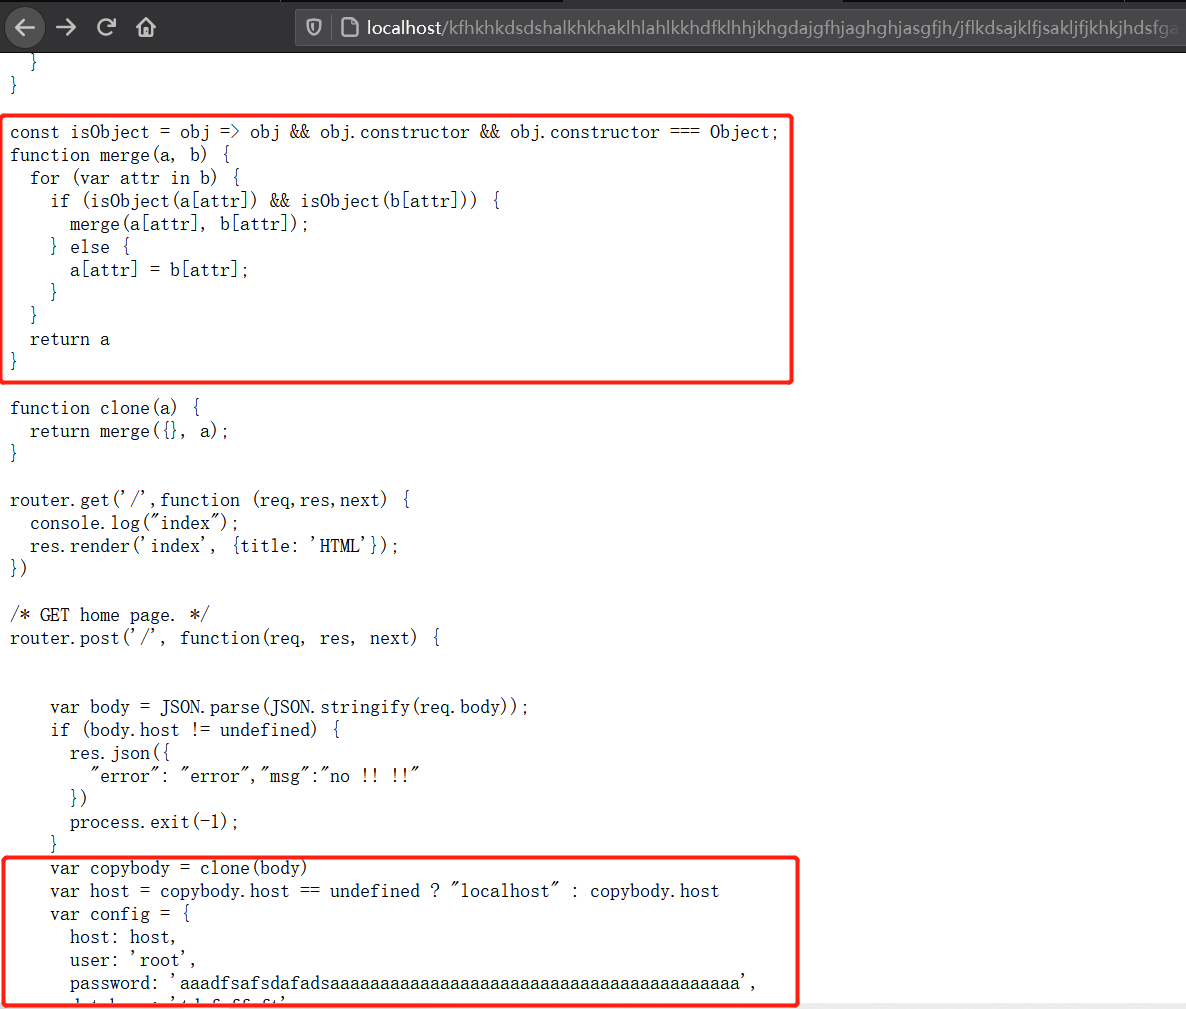 localhost/kfhkhkdsdshalkhkhaklhlahlkkhdfklhhjkhgdajgfhjaghghjasgfjh/jflkdsajklfjsakljfjkhkjhdsfga
}
}
const isObject = obj => obj && obj.constructor && obj.constructor === Object;
function merge(a, b) {
for (var attr in b) {
if (isObject(a[attr]) && isObject(b[attr])) {
merge(a[attr], b[attr]);
} else {
a[attr] = b[attr];
}
}
return a
}
function clone(a) {
return merge({}, a);
}
router.get('/',function (req,res,next) {
console.log("index");
res.render('index', {title: 'HTML'});
})
/* GET home page. */
router.post('/', function(req, res, next) {
var body = JSON.parse(JSON.stringify(req.body));
if (body.host != undefined) {
res.json({
"error": "error","msg":"no !! !!"
})
process.exit(-1);
}
var copybody = clone(body)
var host = copybody.host == undefined ? "localhost" : copybody.host
var config = {
host: host,
user: 'root',
password: 'aaadfsafsdafadsaaaaaaaaaaaaaaaaaaaaaaaaaaaaaaaaaaaaaaaaa',